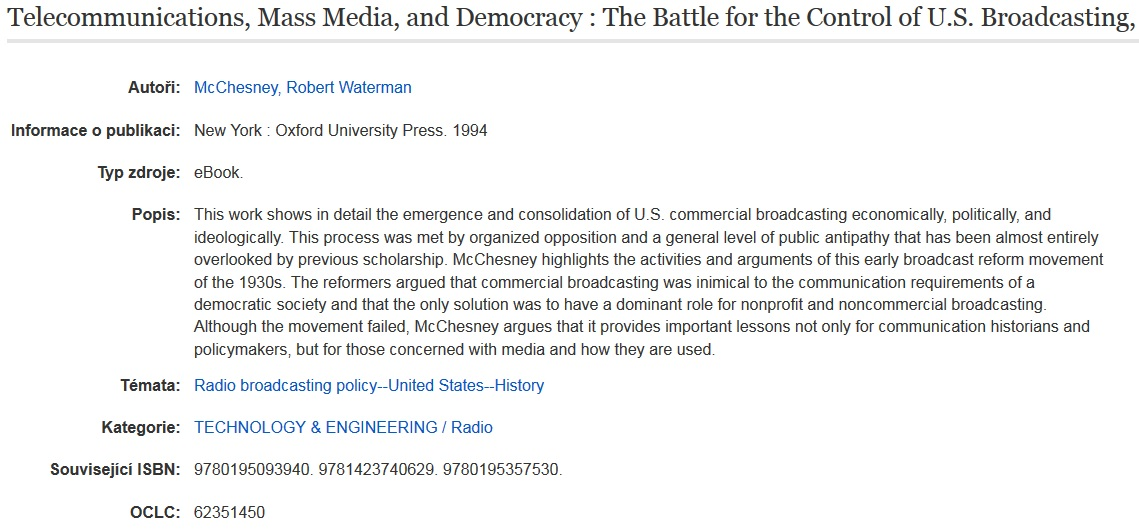 Telecommunications, Mass Media, and Democracy : The Battle for the Control of U.S. Broadcasting,
Autoři: McChesney, Robert Waterman
Informace o publikaci: New York : Oxford University Press. 1994
Typ zdroje: eBook.
Popis: This work shows in detail the emergence and consolidation of U.S. commercial broadcasting economically, politically, and
ideologically. This process was met by organized opposition and a general level of public antipathy that has been almost entirely
overlooked by previous scholarship. McChesney highlights the activities and arguments of this early broadcast reform movement
of the 1930s. The reformers argued that commercial broadcasting was inimical to the communication requirements of a
democratic society and that the only solution was to have a dominant role for nonprofit and noncommercial broadcasting.
Although the movement failed, McChesney argues that it provides important lessons not only for communication historians and
policymakers, but for those concerned with media and how they are used.
Témata: Radio broadcasting policy--United States--History
Kategorie: TECHNOLOGY & ENGINEERING / Radio
Související ISBN: 9780195093940. 9781423740629. 9780195357530.
OCLC: 62351450